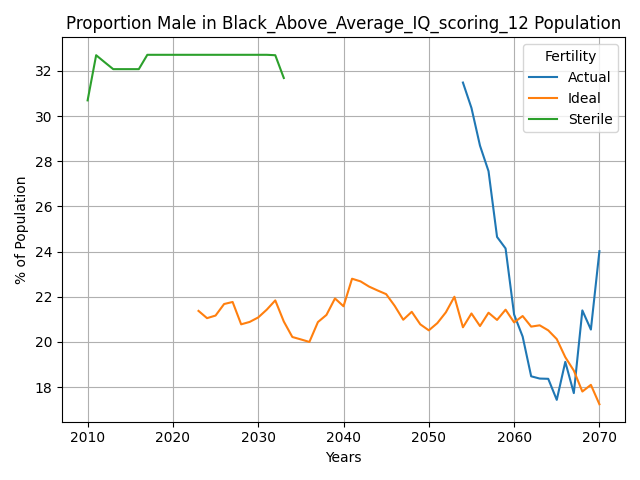 Proportion Male in Black_Above_Average_IQ_scoring_12 Population
Fertility
Actual
Ideal
Sterile
% of Population
32
30
28
26
24
22
20
18
2010 2020 2030 2040 2050 2060 2070
Years